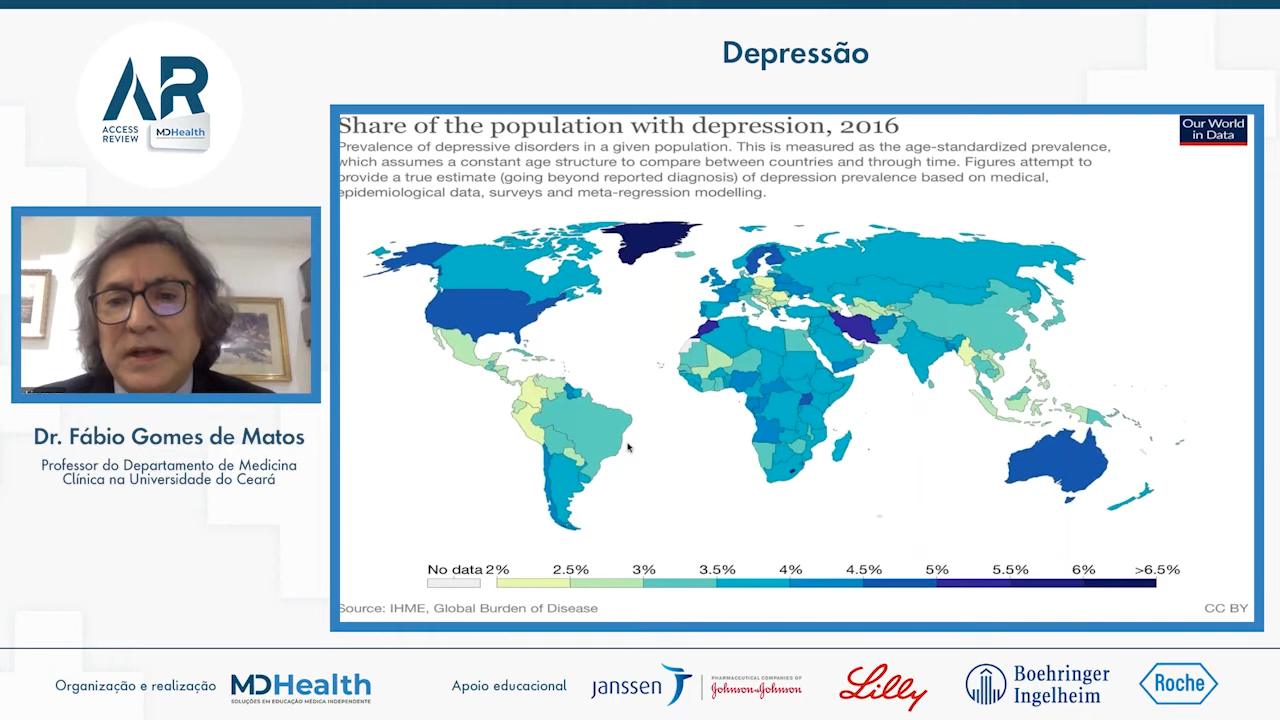 Depressão
AR
ACCESS
REVIEW
MDHealth
Share of the population with depression, 2016
Our World
in Data
Prevalence of depressive disorders in a given population. This is measured as the age-standardized prevalence,
which assumes a constant age structure to compare between countries and through time. Figures attempt to
provide a true estimate (going beyond reported diagnosis) of depression prevalence based on medical,
epidemiological data, surveys and meta-regression modelling.
Dr. Fábio Gomes de Matos
Professor do Departamento de Medicina
Clínica na Universidade do Ceará
No data 2% 2.5% 3% 3.5% 4% 4.5% 5% 5.5% 6% >6.5%
Source: IHME, Global Burden of Disease
CC BY
Organização e realização
MDHealth
SOLUÇÕES EM EDUCAÇÃO MÉDICA INDEPENDENTE
Apoio educacional
janssen
PHARMACEUTICAL COMPANIES OF
Johnson & Johnson
Lilly
Boehringer
Ingelheim
Roche